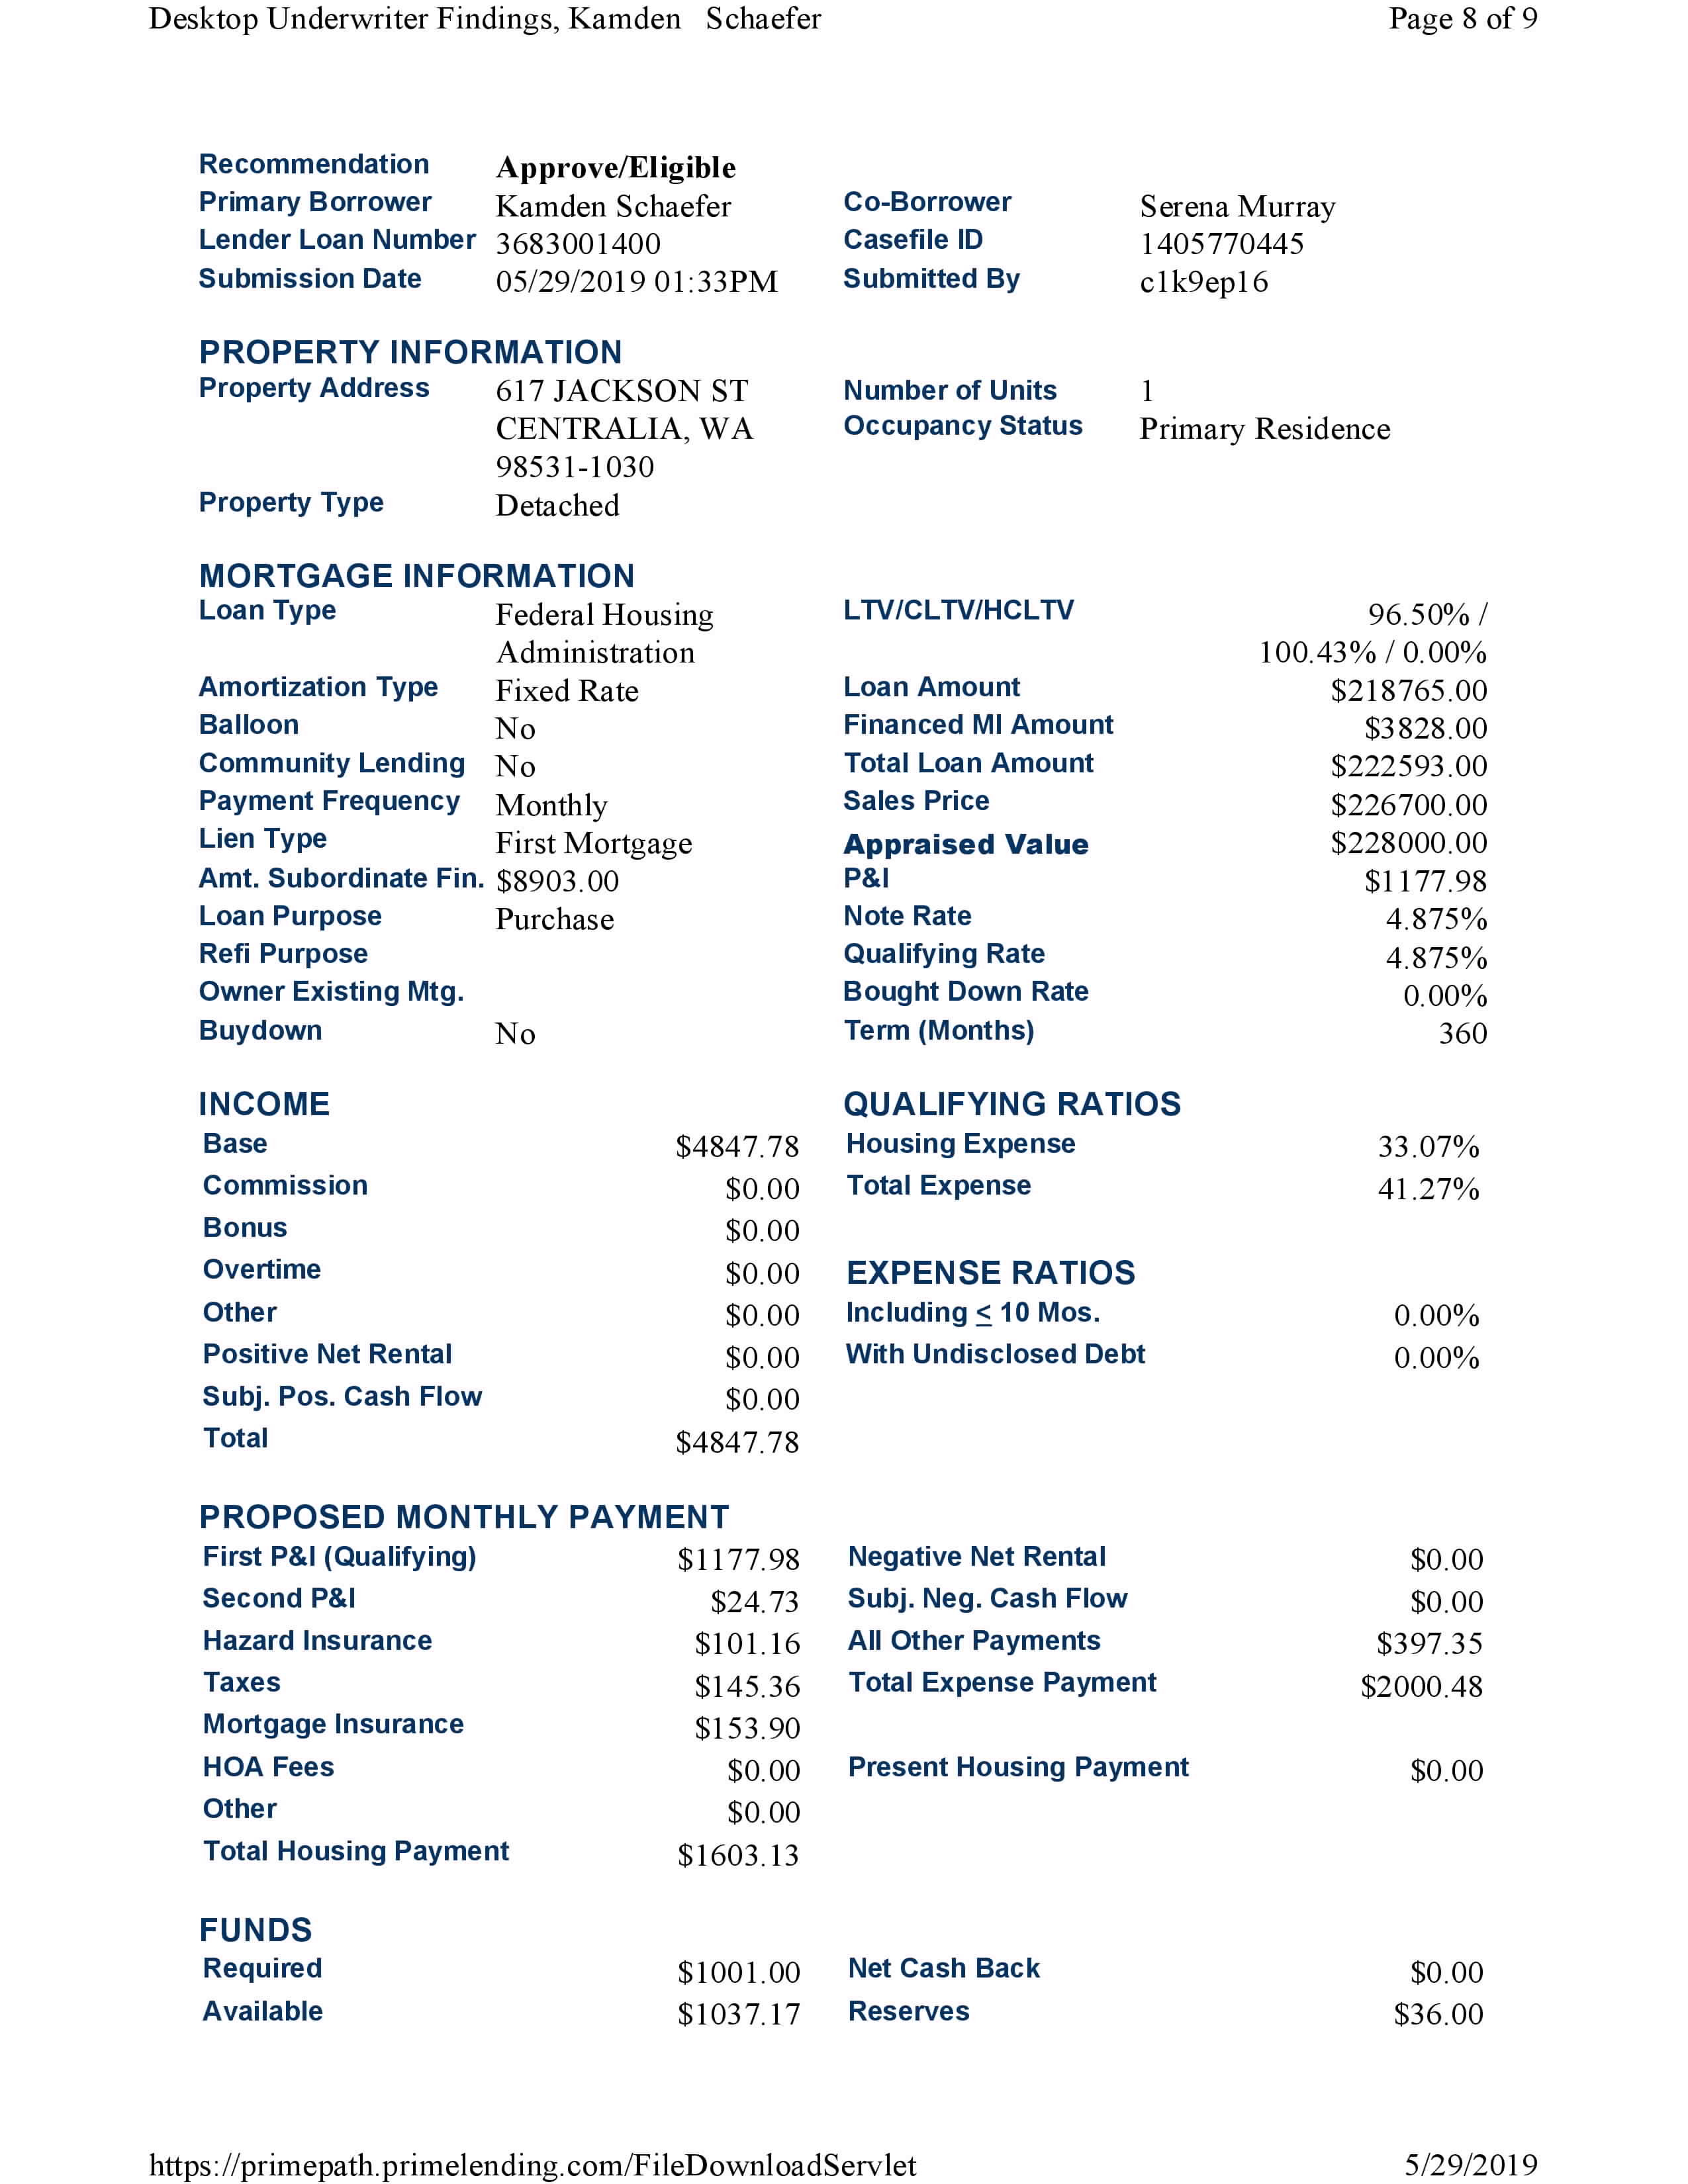 Desktop Underwriter Findings, Kamden Schaefer Page 8 of 9
Recommendation Approve/Eligible
Primary Borrower Kamden Schaefer Co-Borrower Serena Murray
Lender Loan Number 3683001400 Casefile ID 1405770445
Submission Date 05/29/2019 01:33PM Submitted By c1k9ep16
PROPERTY INFORMATION
Property Address 617 JACKSON ST Number of Units 1
CENTRALIA, WA Occupancy Status Primary Residence
98531-1030
Property Type Detached
MORTGAGE INFORMATION
Loan Type Federal Housing LTV/CLTV/HCLTV 96.50% /
Administration 100.43% / 0.00%
Amortization Type Fixed Rate Loan Amount $218765.00
Balloon No Financed MI Amount $3828.00
Community Lending No Total Loan Amount $222593.00
Payment Frequency Monthly Sales Price $226700.00
Lien Type First Mortgage Appraised Value $228000.00
Amt. Subordinate Fin. $8903.00 P&I $1177.98
Loan Purpose Purchase Note Rate 4.875%
Refi Purpose Qualifying Rate 4.875%
Owner Existing Mtg. Bought Down Rate 0.00%
Buydown No Term (Months) 360
INCOME QUALIFYING RATIOS
Base $4847.78 Housing Expense 33.07%
Commission $0.00 Total Expense 41.27%
Bonus $0.00
Overtime $0.00 EXPENSE RATIOS
Other $0.00 Including ≤ 10 Mos. 0.00%
Positive Net Rental $0.00 With Undisclosed Debt 0.00%
Subj. Pos. Cash Flow $0.00
Total $4847.78
PROPOSED MONTHLY PAYMENT
First P&I (Qualifying) $1177.98 Negative Net Rental $0.00
Second P&I $24.73 Subj. Neg. Cash Flow $0.00
Hazard Insurance $101.16 All Other Payments $397.35
Taxes $145.36 Total Expense Payment $2000.48
Mortgage Insurance $153.90
HOA Fees $0.00 Present Housing Payment $0.00
Other $0.00
Total Housing Payment $1603.13
FUNDS
Required $1001.00 Net Cash Back $0.00
Available $1037.17 Reserves $36.00
https://primepath.primelending.com/FileDownloadServlet 5/29/2019